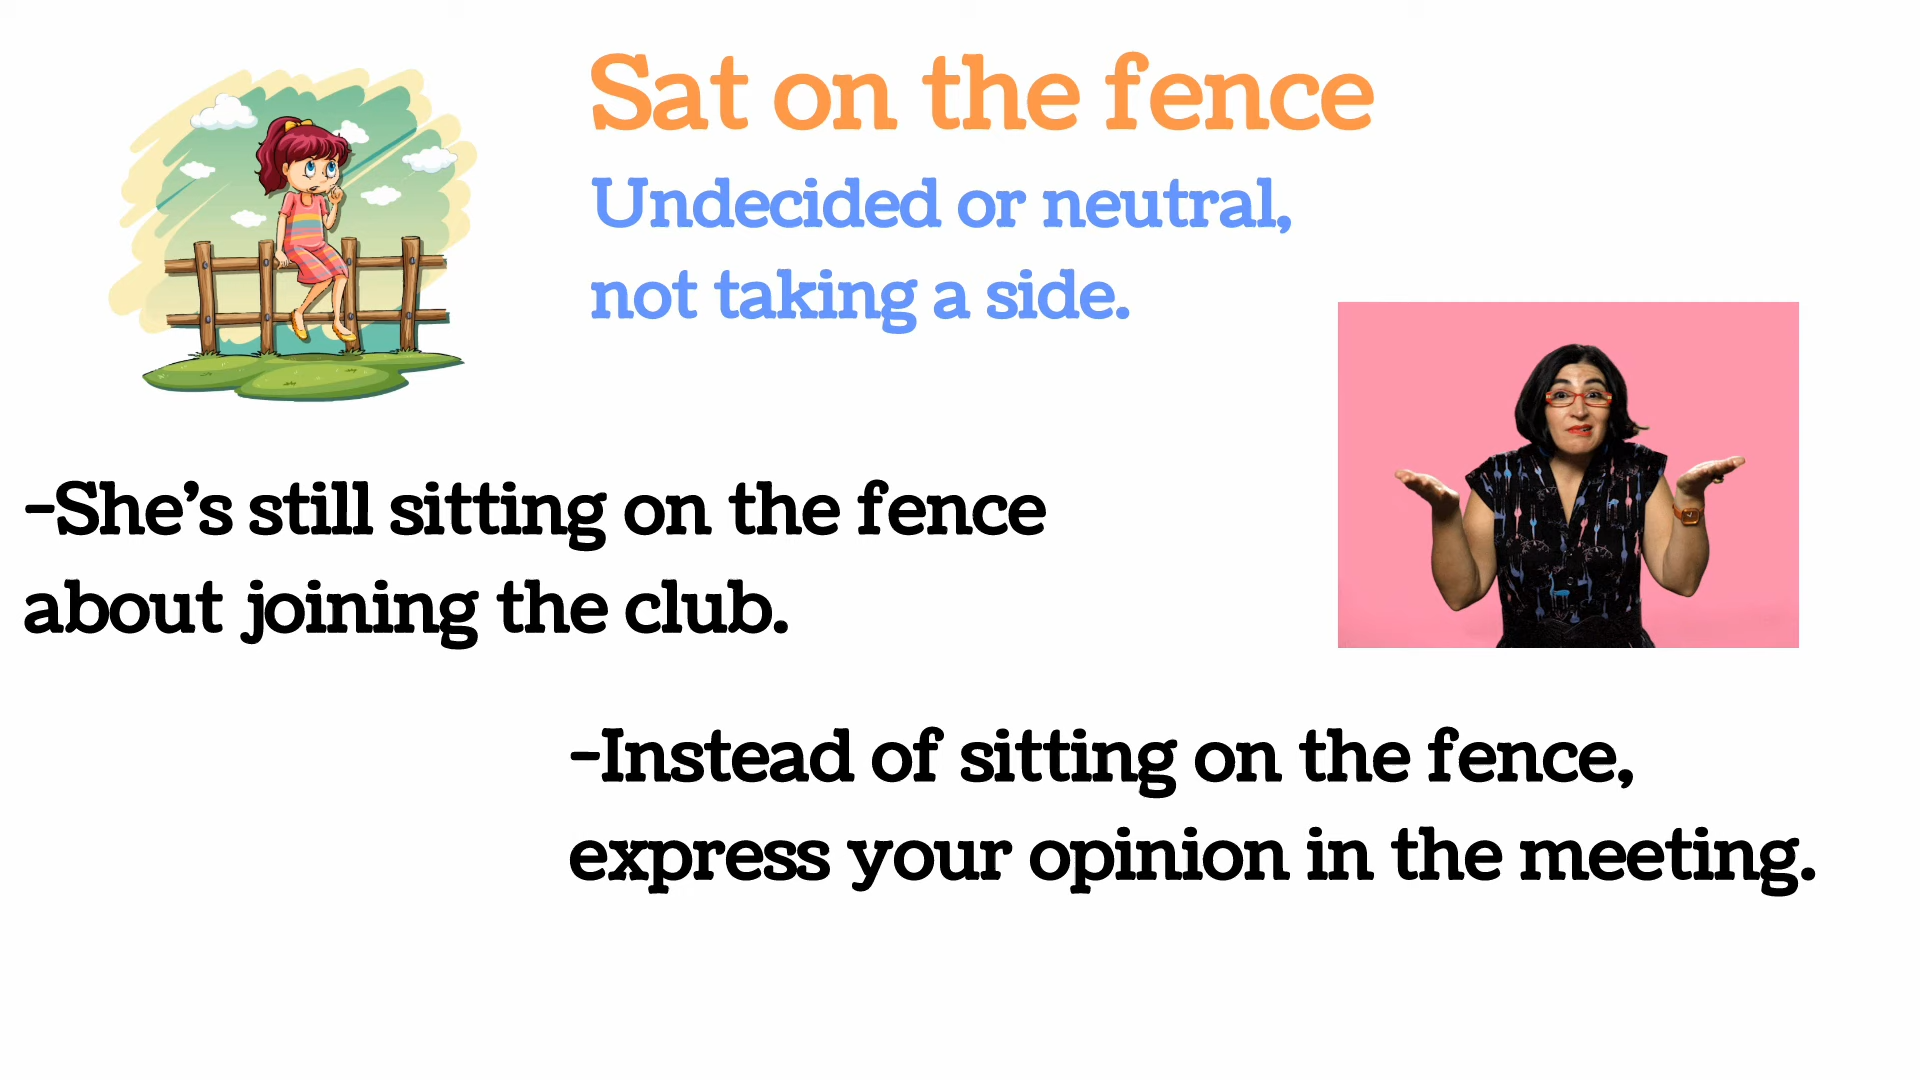 Sat on the fence
Undecided or neutral,
not taking a side.
-She's still sitting on the fence
about joining the club.
-Instead of sitting on the fence,
express your opinion in the meeting.